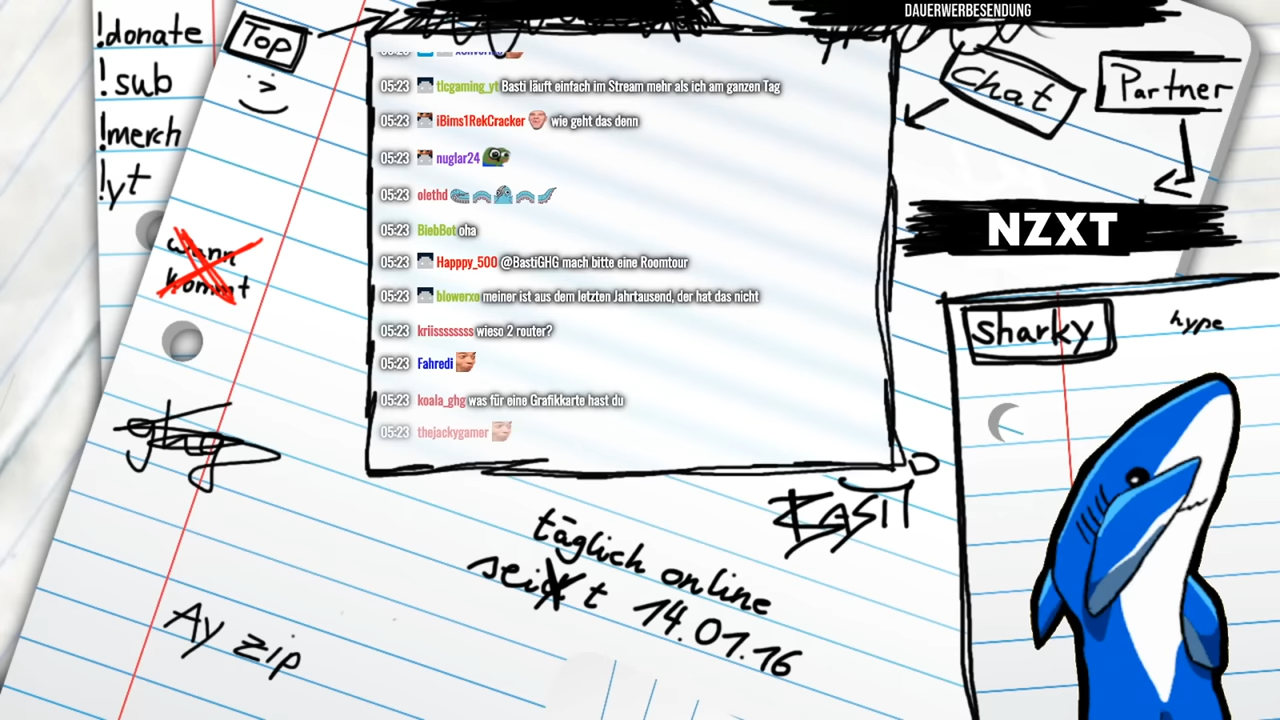 DAUERWERBESENDUNG
!donate
!sub
!merch
!yt
Top
Chat
Partner
NZXT
05:23 tlcgaming_yt Basti läuft einfach im Stream mehr als ich am ganzen Tag
05:23 iBims1RekCracker wie geht das denn
05:23 nuglar24
05:23 olethd
05:23 BiebBot oha
05:23 Happpy_500 @BastiGHG mach bitte eine Roomtour
05:23 blowerxo meiner ist aus dem letzten Jahrtausend, der hat das nicht
05:23 kriissssssss wieso 2 router?
05:23 Fahredi
05:23 koala_ghg was für eine Grafikkarte hast du
05:23 thejackygamer
wann
kommt
sharky
hype
BASTI
täglich online
seit 14.01.16
Ay zip